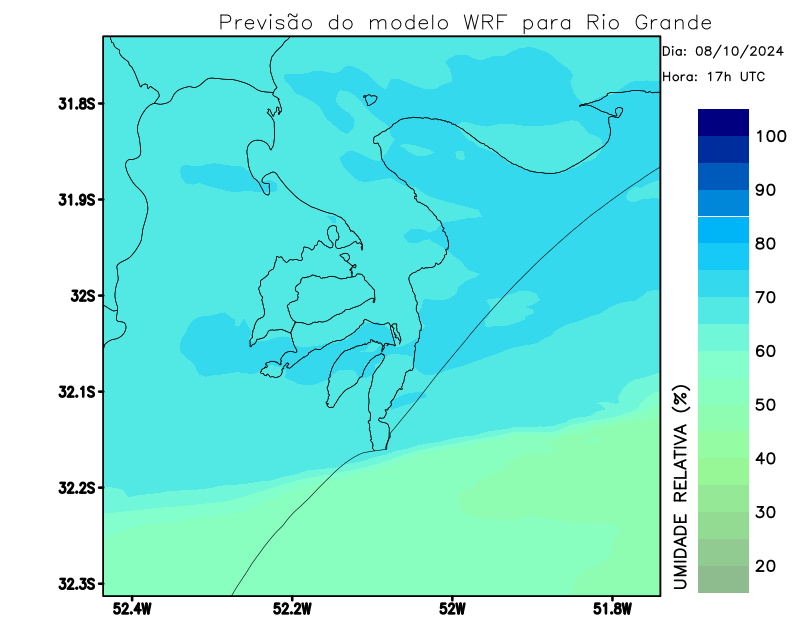 Previsão do modelo WRF para Rio Grande
Dia: 08/10/2024
Hora: 17h UTC
31.8S
31.9S
32S
32.1S
32.2S
32.3S
52.4W
52.2W
52W
51.8W
100
90
80
70
60
50
40
30
20
UMIDADE RELATIVA (%)